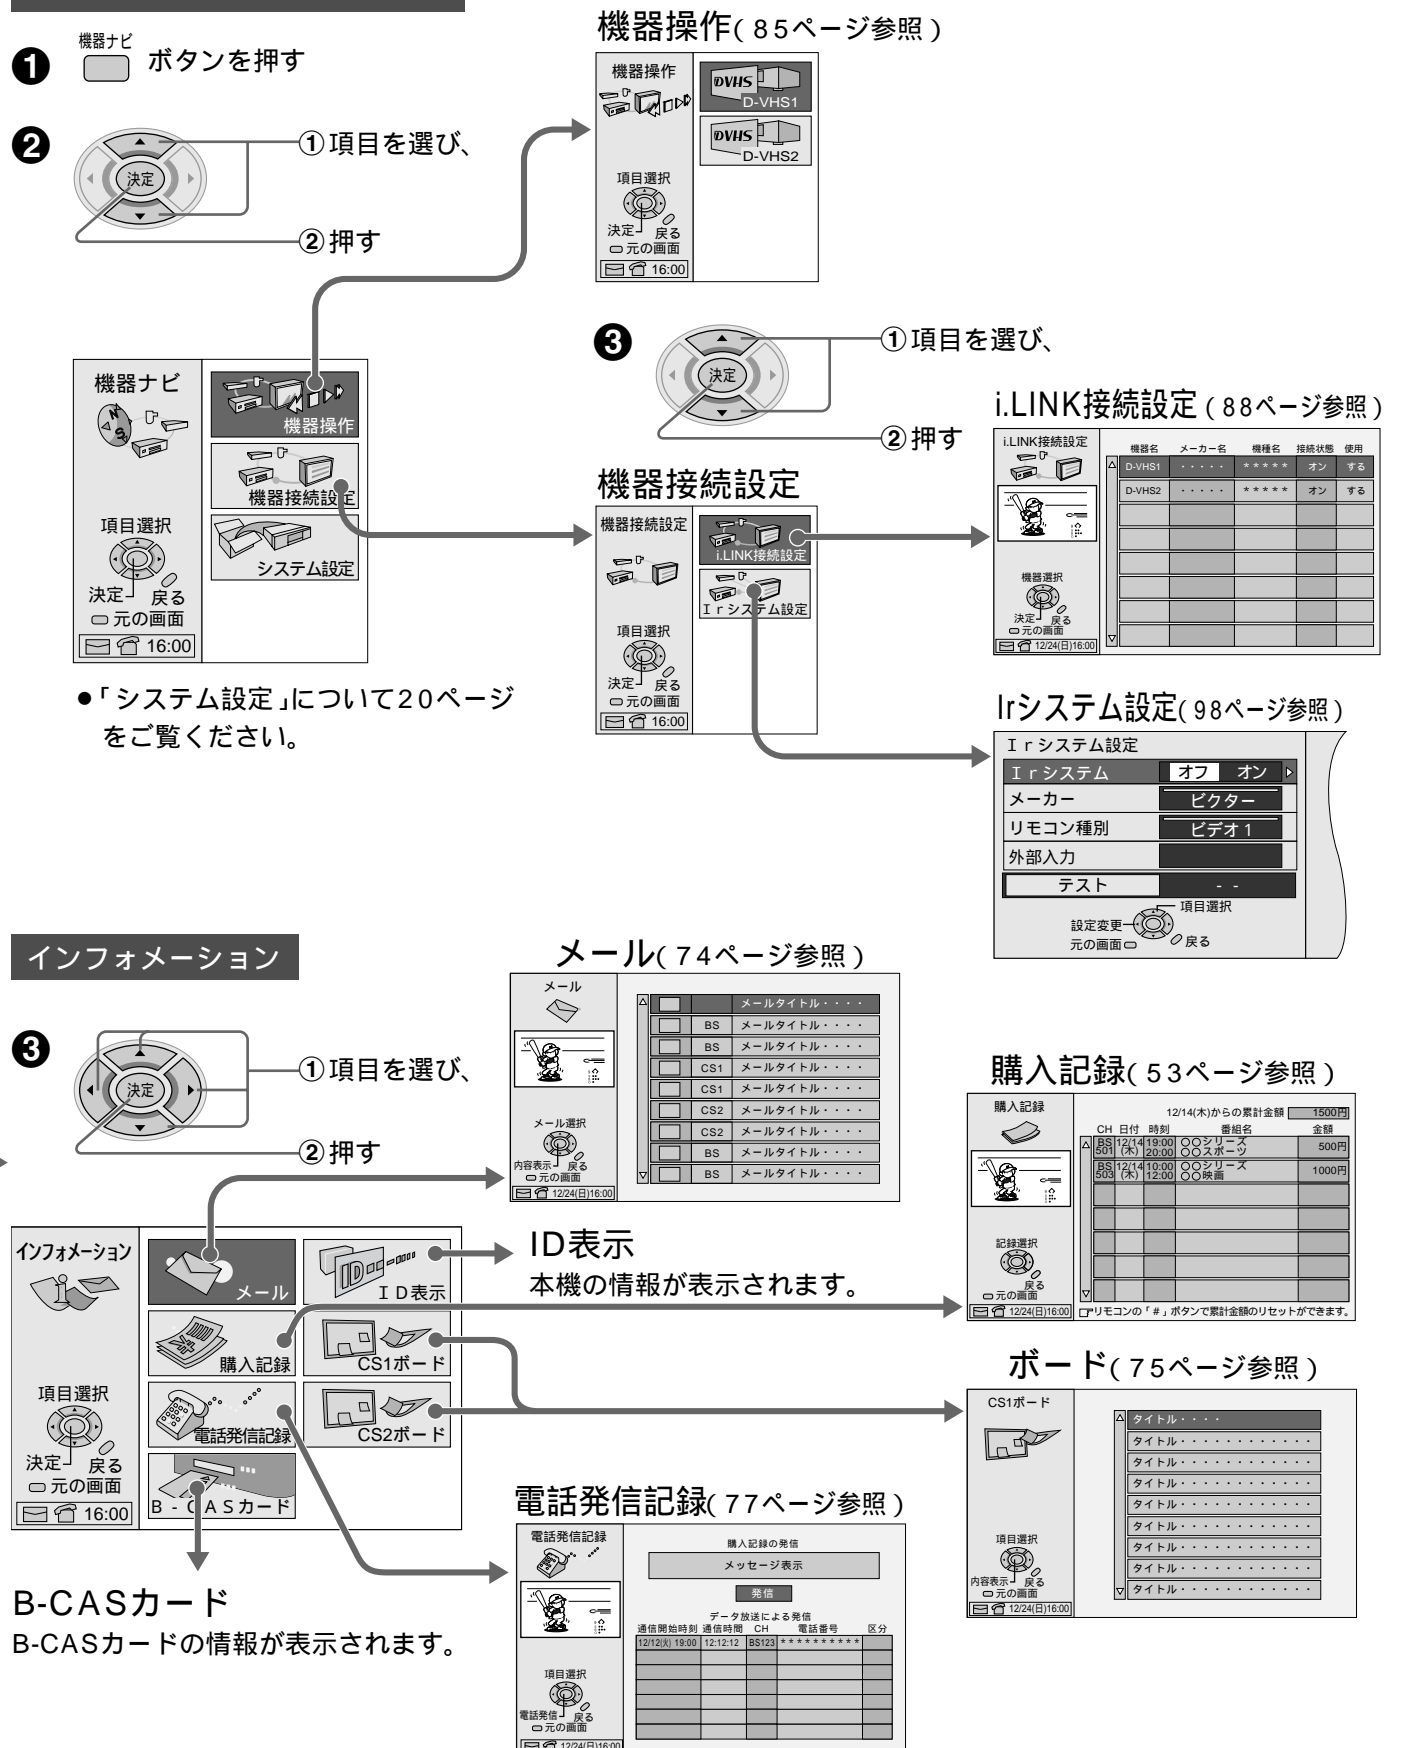 機器ナビ
❶ ボタンを押す
❷ 決定
①項目を選び、
②押す
機器操作(85ページ参照)
機器操作
DVHS
D-VHS1
DVHS
D-VHS2
項目選択
決定 戻る
元の画面
16:00
機器ナビ
N
S
機器操作
機器接続設定
システム設定
項目選択
決定 戻る
元の画面
16:00
●「システム設定」について20ページ
をご覧ください。
❸ 決定
①項目を選び、
②押す
機器接続設定
機器接続設定
i.LINK接続設定
Irシステム設定
項目選択
決定 戻る
元の画面
16:00
i.LINK接続設定(88ページ参照)
i.LINK接続設定
機器名 メーカー名 機種名 接続状態 使用
D-VHS1 ・・・・・ ***** オン する
D-VHS2 ・・・・・ ***** オン する
機器選択
決定 戻る
元の画面
12/24(日)16:00
Irシステム設定(98ページ参照)
Irシステム設定
Irシステム オフ オン
メーカー ビクター
リモコン種別 ビデオ1
外部入力
テスト - -
項目選択
設定変更
元の画面 戻る
インフォメーション
❸ 決定
①項目を選び、
②押す
インフォメーション
メール
ID表示
購入記録
CS1ボード
電話発信記録
CS2ボード
B-CASカード
項目選択
決定 戻る
元の画面
16:00
メール(74ページ参照)
メール
メールタイトル・・・・
BS メールタイトル・・・・
BS メールタイトル・・・・
CS1 メールタイトル・・・・
CS1 メールタイトル・・・・
CS2 メールタイトル・・・・
CS2 メールタイトル・・・・
BS メールタイトル・・・・
BS メールタイトル・・・・
メール選択
内容表示 戻る
元の画面
12/24(日)16:00
ID表示
本機の情報が表示されます。
購入記録(53ページ参照)
購入記録
12/14(木)からの累計金額 1500円
CH 日付 時刻 番組名 金額
BS 501 12/14(木) 19:00 20:00 ○○シリーズ ○○スポーツ 500円
BS 503 12/14(木) 10:00 12:00 ○○シリーズ ○○映画 1000円
記録選択
戻る
元の画面
12/24(日)16:00
リモコンの「#」ボタンで累計金額のリセットができます。
ボード(75ページ参照)
CS1ボード
タイトル・・・・
タイトル・・・・・・・・・・・・
タイトル・・・・・・・・・・・・
タイトル・・・・・・・・・・・・
タイトル・・・・・・・・・・・・
タイトル・・・・・・・・・・・・
タイトル・・・・・・・・・・・・
タイトル・・・・・・・・・・・・
タイトル・・・・・・・・・・・・
項目選択
内容表示 戻る
元の画面
12/24(日)16:00
B-CASカード
B-CASカードの情報が表示されます。
電話発信記録(77ページ参照)
電話発信記録
購入記録の発信
メッセージ表示
発信
データ放送による発信
通信開始時刻 通信時間 CH 電話番号 区分
12/12(火) 19:00 12:12:12 BS123 **********
項目選択
電話発信 戻る
元の画面
12/24(日)16:00